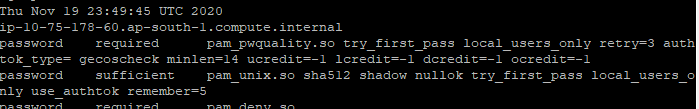 Thu Nov 19 23:49:45 UTC 2020
ip-10-75-178-60.ap-south-1.compute.internal
password    required      pam_pwquality.so try_first_pass local_users_only retry=3 auth
tok_type= gecoscheck minlen=14 ucredit=-1 lcredit=-1 dcredit=-1 ocredit=-1
password    sufficient    pam_unix.so sha512 shadow nullok try_first_pass local_users_o
nly use_authtok remember=5
password    required      pam_deny.so